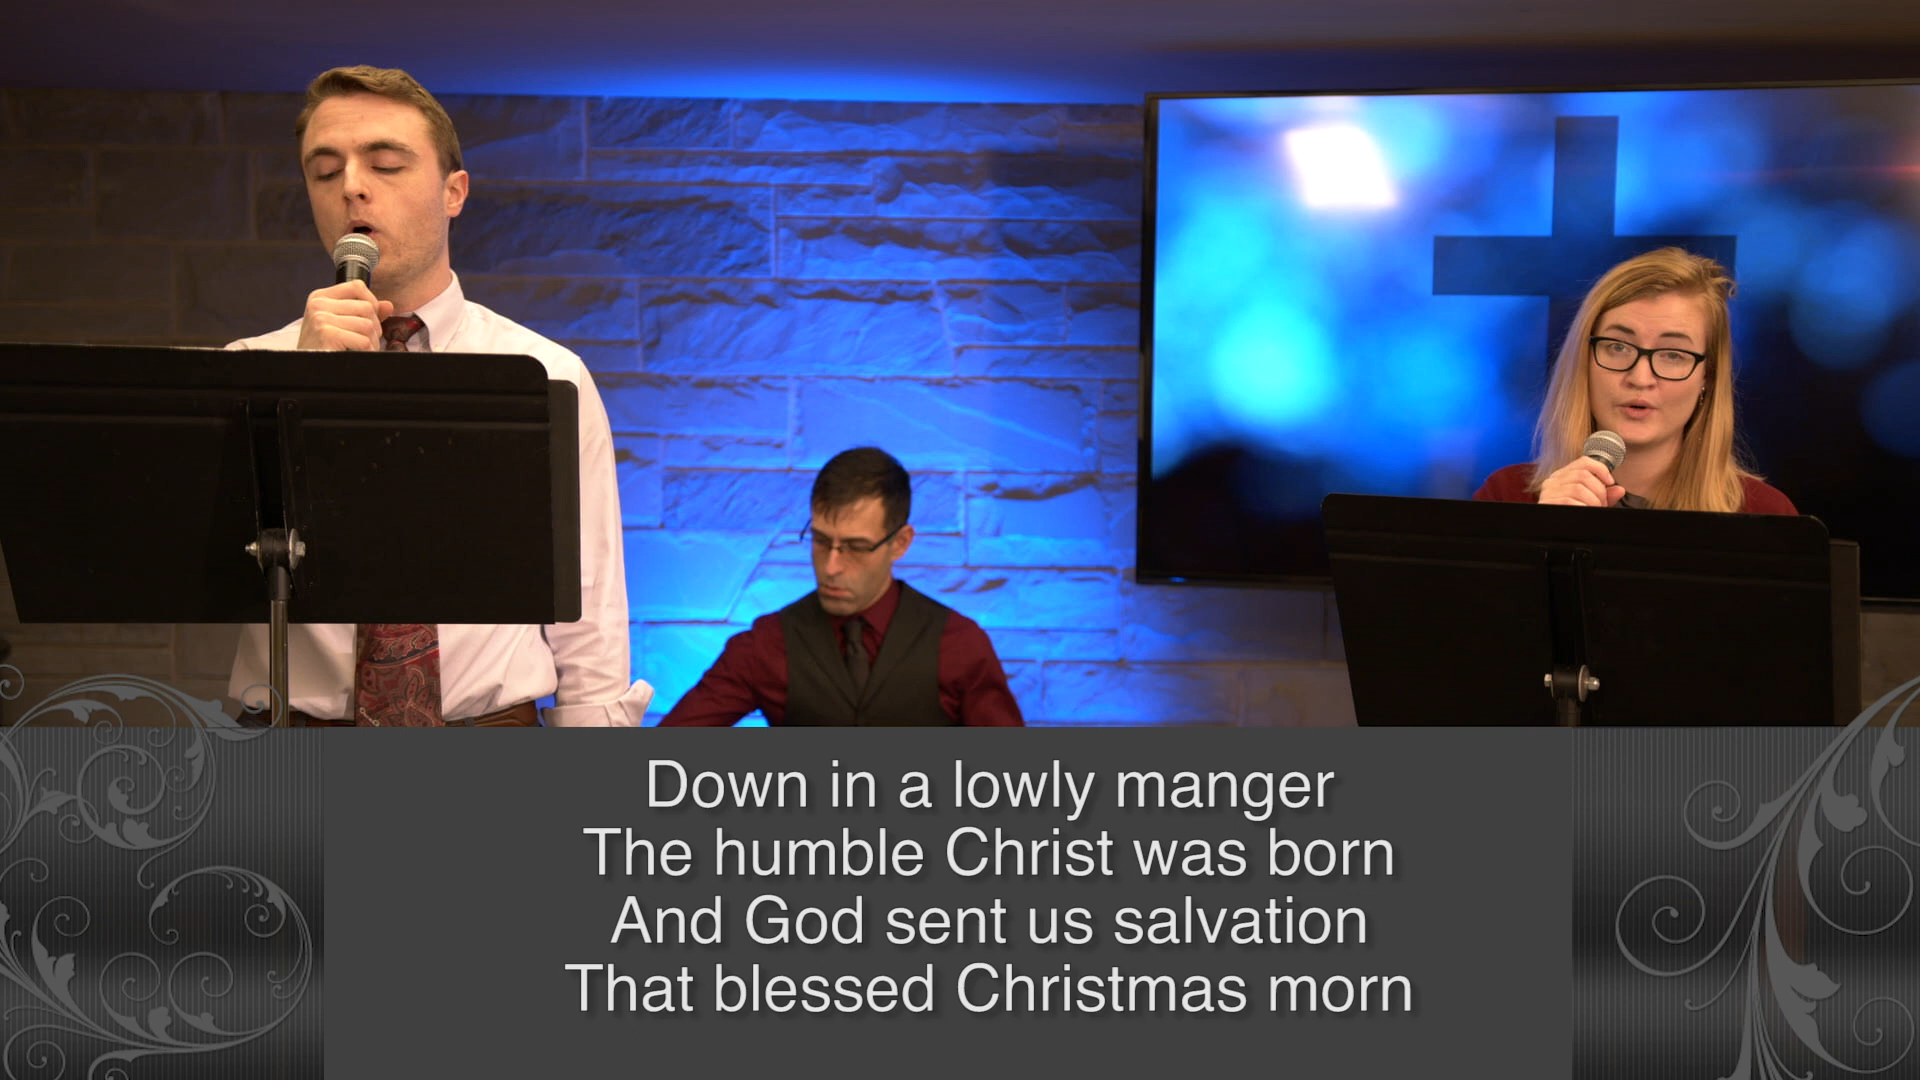 Down in a lowly manger
The humble Christ was born
And God sent us salvation
That blessed Christmas morn